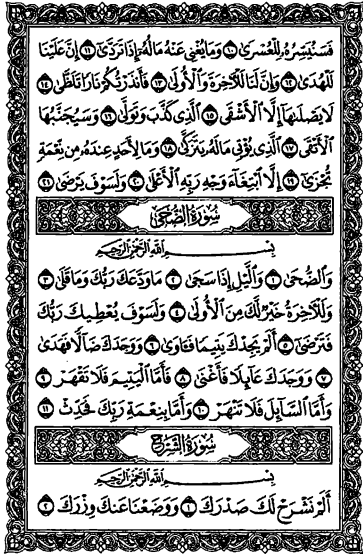 فَسَنُيَسِّرُهُۥ لِلْعُسْرَىٰ ١٠ وَمَا يُغْنِى عَنْهُ مَالُهُۥٓ إِذَا تَرَدَّىٰٓ ١١ إِنَّ عَلَيْنَا
لَلْهُدَىٰ ١٢ وَإِنَّ لَنَا لَلْءَاخِرَةَ وَٱلْأُولَىٰ ١٣ فَأَنذَرْتُكُمْ نَارًا تَلَظَّىٰ ١٤
لَا يَصْلَىٰهَآ إِلَّا ٱلْأَشْقَى ١٥ ٱلَّذِى كَذَّبَ وَتَوَلَّىٰ ١٦ وَسَيُجَنَّبُهَا
ٱلْأَتْقَى ١٧ ٱلَّذِى يُؤْتِى مَالَهُۥ يَتَزَكَّىٰ ١٨ وَمَا لِأَحَدٍ عِندَهُۥ مِن نِّعْمَةٍ
تُجْزَىٰٓ ١٩ إِلَّا ٱبْتِغَآءَ وَجْهِ رَبِّهِ ٱلْأَعْلَىٰ ٢٠ وَلَسَوْفَ يَرْضَىٰ ٢١
سُورَةُ الضُّحَىٰ
بِسْمِ ٱللَّهِ ٱلرَّحْمَٰنِ ٱلرَّحِيمِ
وَٱلضُّحَىٰ ١ وَٱلَّيْلِ إِذَا سَجَىٰ ٢ مَا وَدَّعَكَ رَبُّكَ وَمَا قَلَىٰ ٣
وَلَلْءَاخِرَةُ خَيْرٌ لَّكَ مِنَ ٱلْأُولَىٰ ٤ وَلَسَوْفَ يُعْطِيكَ رَبُّكَ
فَتَرْضَىٰٓ ٥ أَلَمْ يَجِدْكَ يَتِيمًا فَـَٔاوَىٰ ٦ وَوَجَدَكَ ضَآلًّا فَهَدَىٰ
٧ وَوَجَدَكَ عَآئِلًا فَأَغْنَىٰ ٨ فَأَمَّا ٱلْيَتِيمَ فَلَا تَقْهَرْ ٩
وَأَمَّا ٱلسَّآئِلَ فَلَا تَنْهَرْ ١٠ وَأَمَّا بِنِعْمَةِ رَبِّكَ فَحَدِّثْ ١١
سُورَةُ الشَّرْحِ
بِسْمِ ٱللَّهِ ٱلرَّحْمَٰنِ ٱلرَّحِيمِ
أَلَمْ نَشْرَحْ لَكَ صَدْرَكَ ١ وَوَضَعْنَا عَنكَ وِزْرَكَ ٢